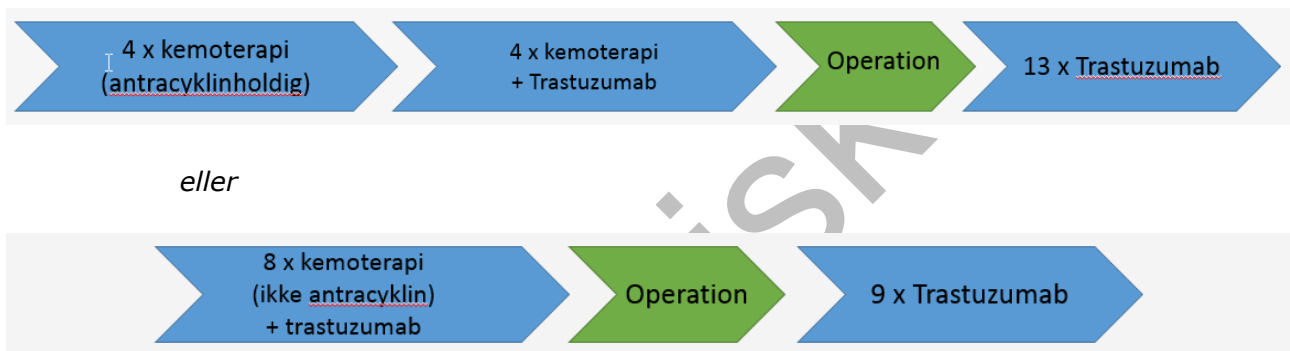 4 x kemoterapi
(antracyklinholdig)
4 x kemoterapi
+ Trastuzumab
Operation
13 x Trastuzumab
eller
8 x kemoterapi
(ikke antracyklin)
+ trastuzumab
Operation
9 x Trastuzumab